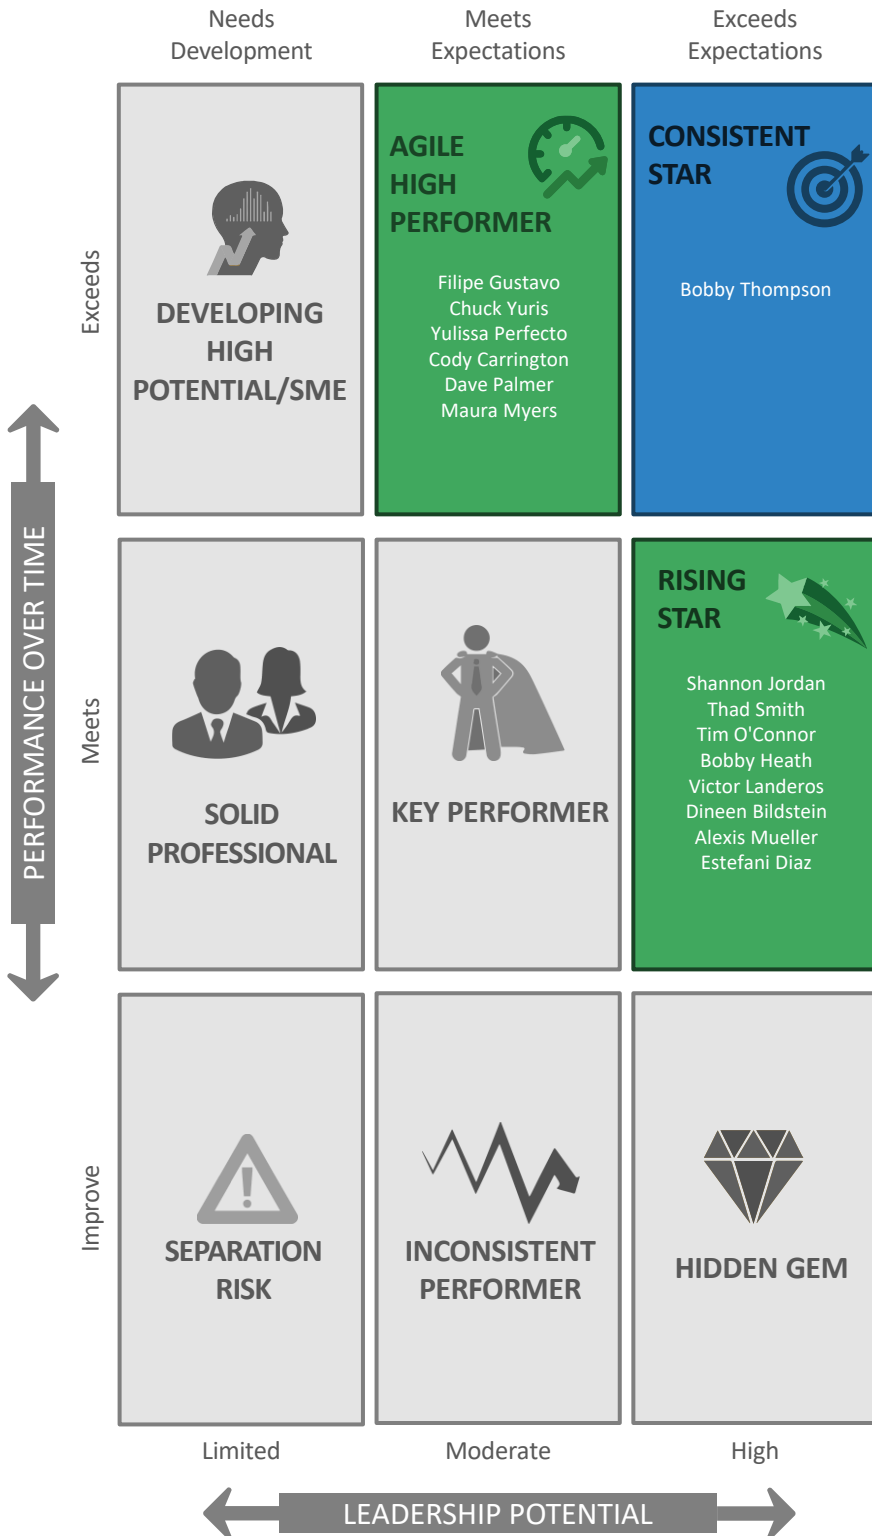 Needs
Development
Meets
Expectations
Exceeds
Expectations
PERFORMANCE OVER TIME
Exceeds
DEVELOPING
HIGH
POTENTIAL/SME
AGILE
HIGH
PERFORMER
Filipe Gustavo
Chuck Yuris
Yulissa Perfecto
Cody Carrington
Dave Palmer
Maura Myers
CONSISTENT
STAR
Bobby Thompson
Meets
SOLID
PROFESSIONAL
KEY PERFORMER
RISING
STAR
Shannon Jordan
Thad Smith
Tim O'Connor
Bobby Heath
Victor Landeros
Dineen Bildstein
Alexis Mueller
Estefani Diaz
Improve
SEPARATION
RISK
INCONSISTENT
PERFORMER
HIDDEN GEM
Limited
Moderate
High
LEADERSHIP POTENTIAL